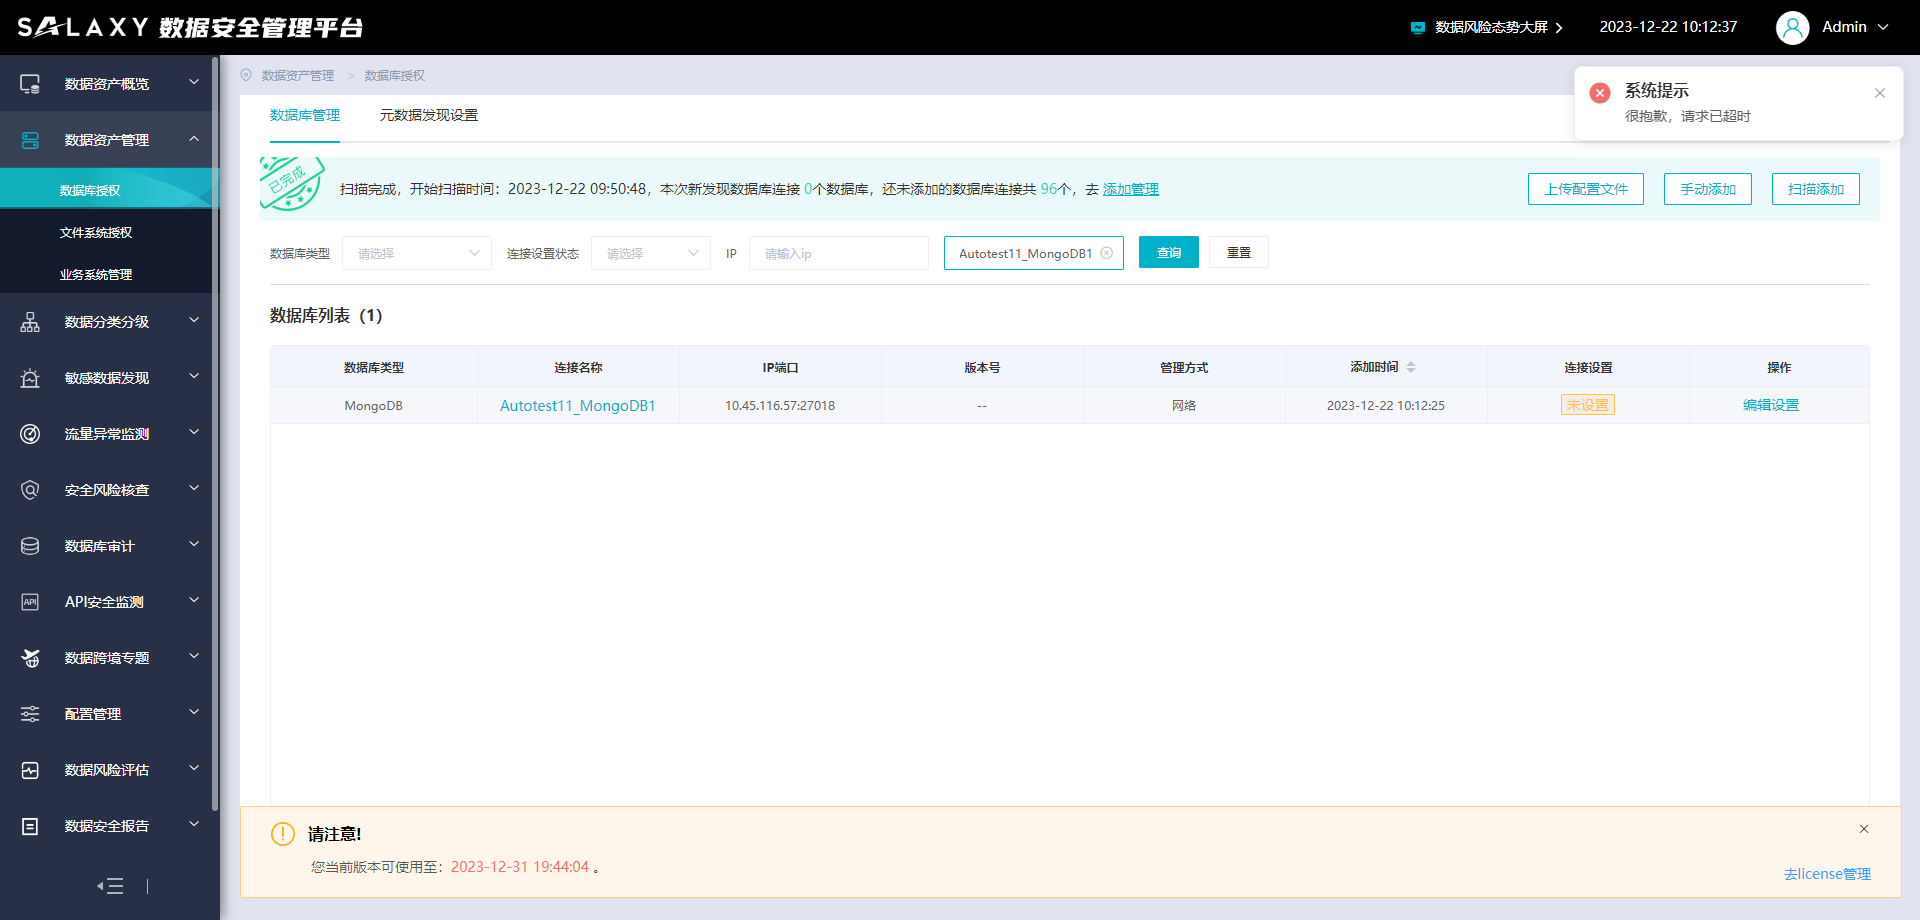 SALAXY 数据安全管理平台
数据风险态势大屏
2023-12-22 10:12:37
Admin
数据资产概览
数据资产管理
数据库授权
文件系统授权
业务系统管理
数据分类分级
敏感数据发现
流量异常监测
安全风险核查
数据库审计
API
API安全监测
数据跨境专题
配置管理
数据风险评估
数据安全报告
数据资产管理 > 数据库授权
系统提示
很抱歉，请求已超时
数据库管理 元数据发现设置
已完成
扫描完成，开始扫描时间：2023-12-22 09:50:48，本次新发现数据库连接 0个数据库，还未添加的数据库连接共 96个，去 添加管理
上传配置文件 手动添加 扫描添加
数据库类型 请选择 连接设置状态 请选择 IP 请输入ip Autotest11_MongoDB1 查询 重置
数据库列表（1）
数据库类型 连接名称 IP端口 版本号 管理方式 添加时间 连接设置 操作
MongoDB Autotest11_MongoDB1 10.45.116.57:27018 -- 网络 2023-12-22 10:12:25 未设置 编辑设置
请注意!
您当前版本可使用至：2023-12-31 19:44:04 。
去license管理